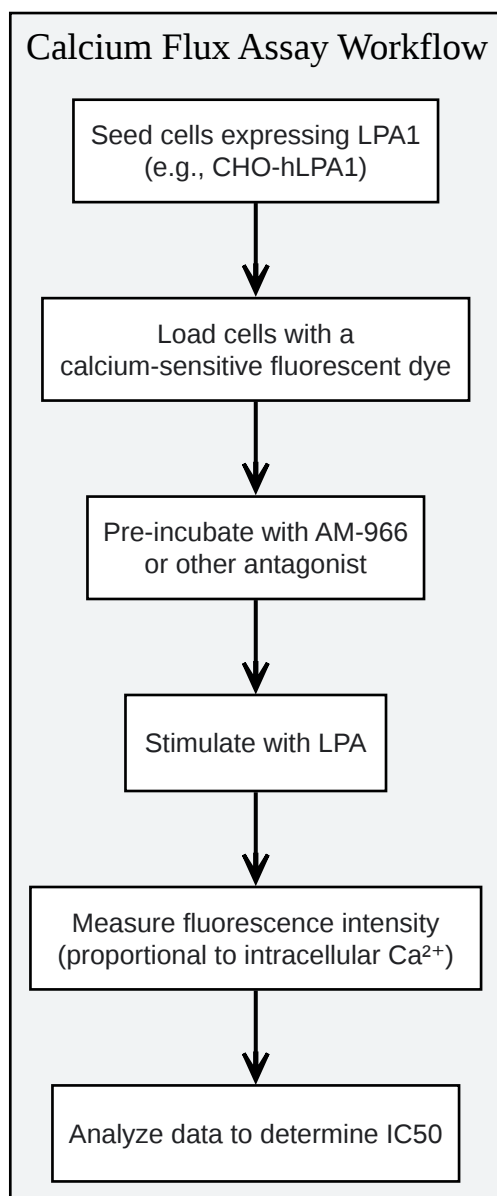 Calcium Flux Assay Workflow
Seed cells expressing LPA1
(e.g., CHO-hLPA1)
Load cells with a
calcium-sensitive fluorescent dye
Pre-incubate with AM-966
or other antagonist
Stimulate with LPA
Measure fluorescence intensity
(proportional to intracellular Ca²⁺)
Analyze data to determine IC50